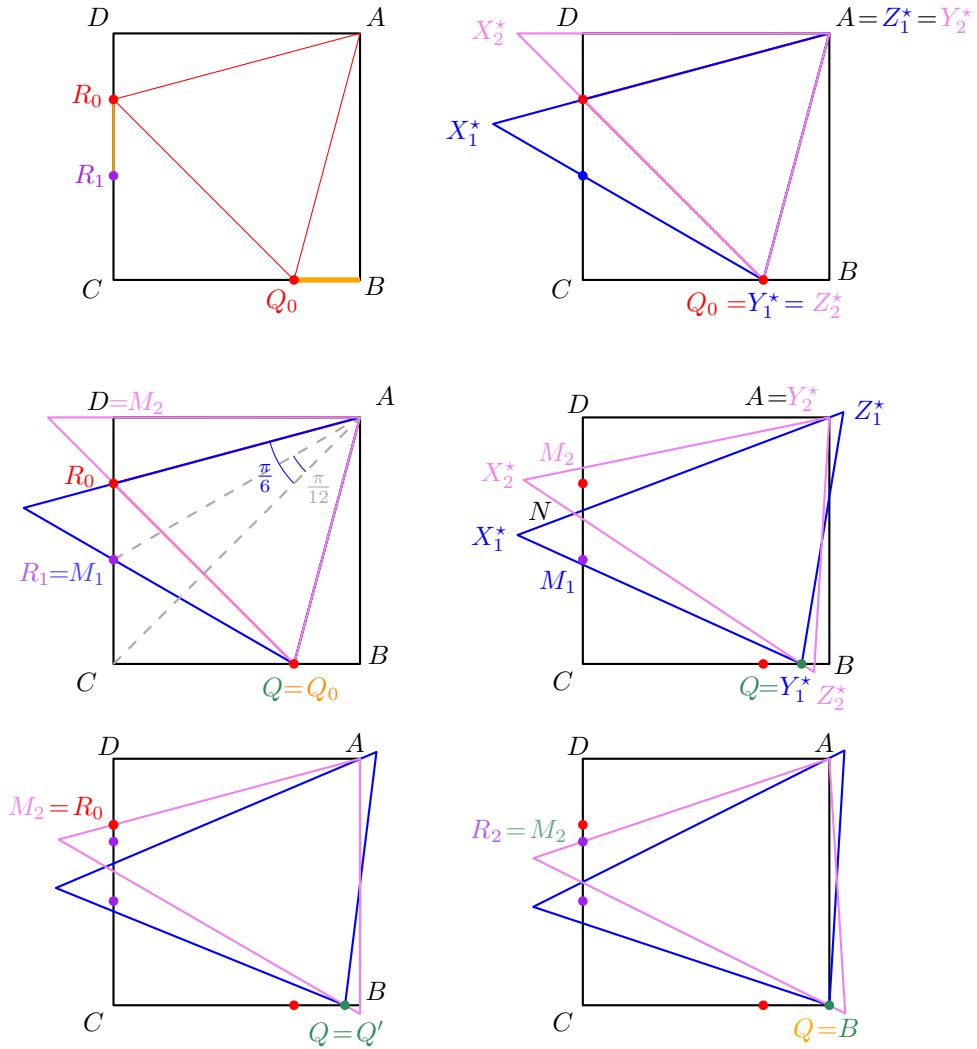 D A D A=Z₁⋆=Y₂⋆
X₂⋆
R₀
X₁⋆
R₁
C B C B
Q₀ Q₀ =Y₁⋆= Z₂⋆
D=M₂ A D A=Y₂⋆
Z₁⋆
R₀ π/6 π/12 M₂
X₂⋆
N
X₁⋆
R₁=M₁ M₁
C B C B
Q=Q₀ Q=Y₁⋆ Z₂⋆
D A D A
M₂=R₀
R₂=M₂
C B C
Q=Q′ Q=B